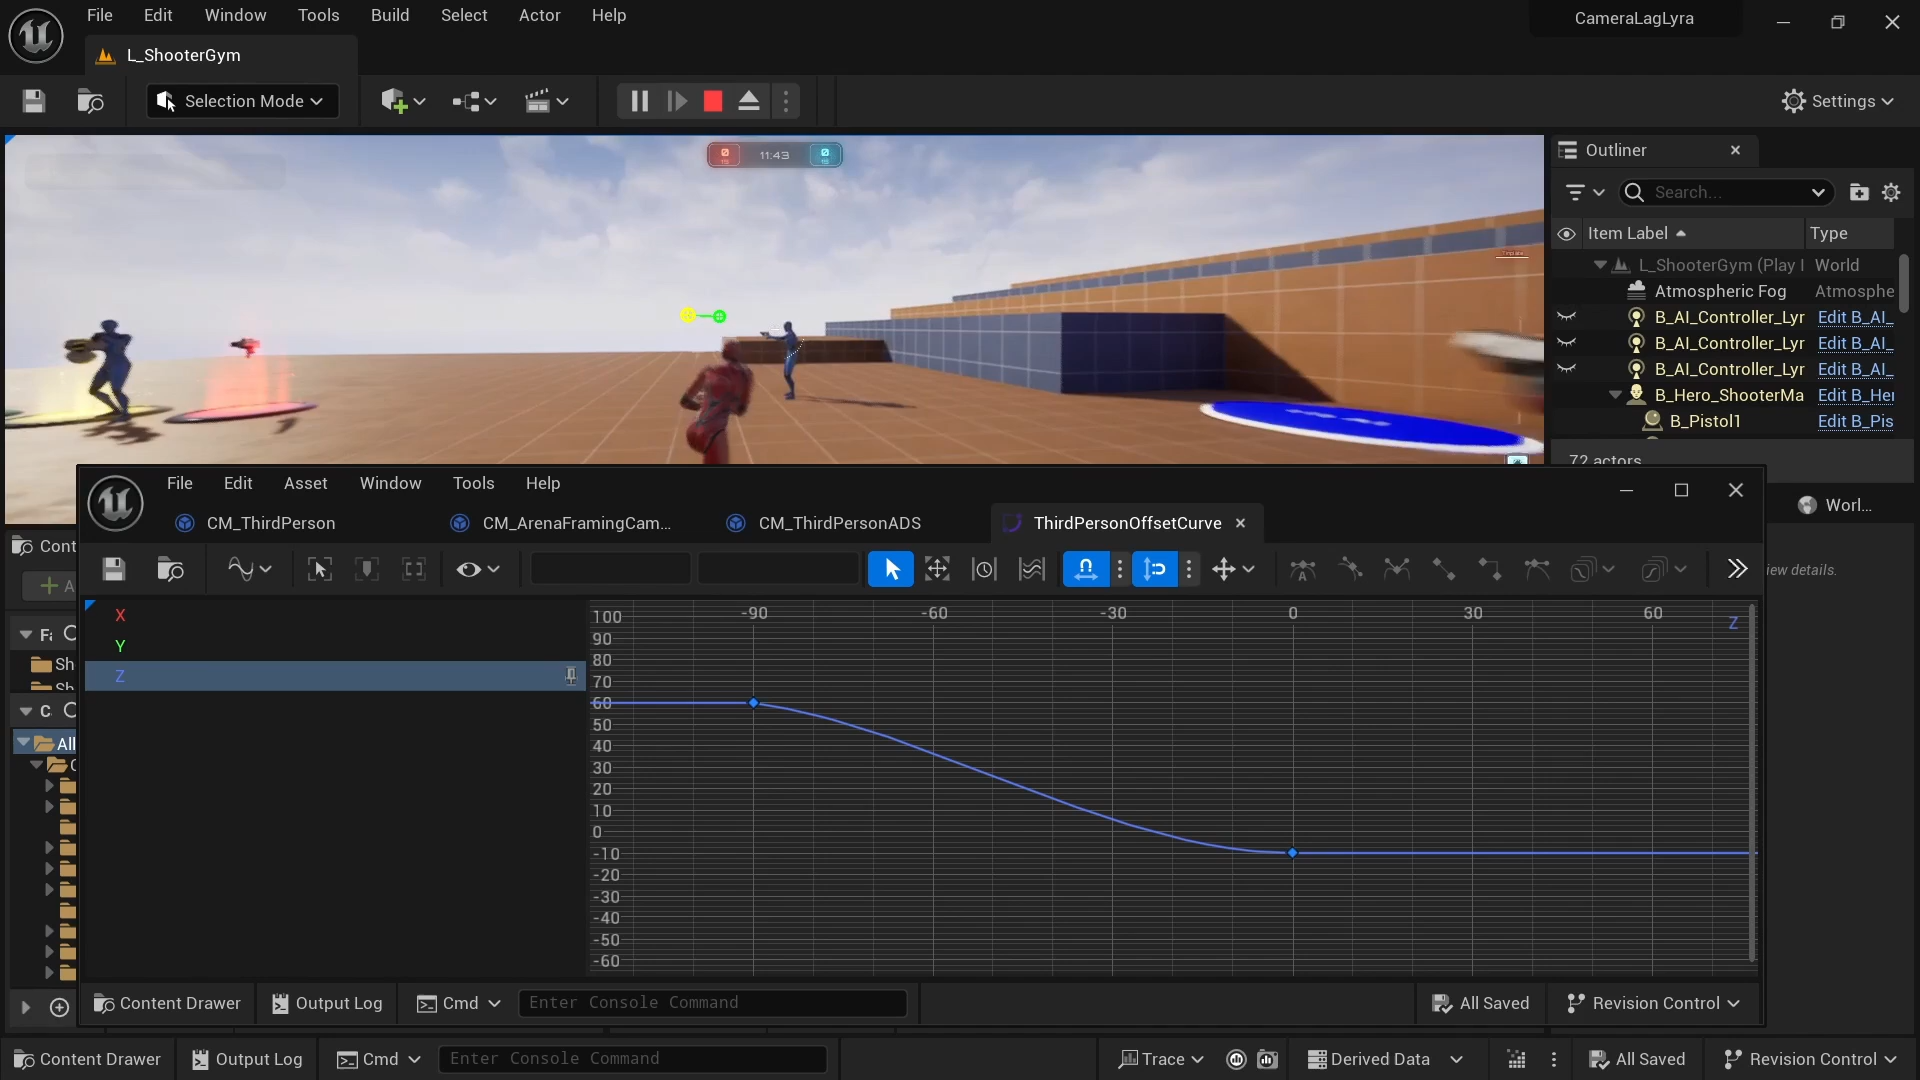 File Edit Window Tools Build Select Actor Help
CameraLagLyra
L_ShooterGym
Selection Mode
Settings
11:43
Outliner
Search...
Item Label Type
L_ShooterGym (Play I World
Atmospheric Fog Atmosphe
B_AI_Controller_Lyr Edit B_AI_
B_AI_Controller_Lyr Edit B_AI_
B_AI_Controller_Lyr Edit B_AI_
B_Hero_ShooterMa Edit B_Her
B_Pistol1 Edit B_Pis
72 actors
File Edit Asset Window Tools Help
CM_ThirdPerson CM_ArenaFramingCam... CM_ThirdPersonADS ThirdPersonOffsetCurve
Worl...
Cont
A
iew details.
X
Y
Z
-90 -60 -30 0 30 60
Z
100
90
80
70
60
50
40
30
20
10
0
-10
-20
-30
-40
-50
-60
Sh
Sh
C
All
Content Drawer Output Log Cmd Enter Console Command All Saved Revision Control
Content Drawer Output Log Cmd Enter Console Command Trace Derived Data All Saved Revision Control